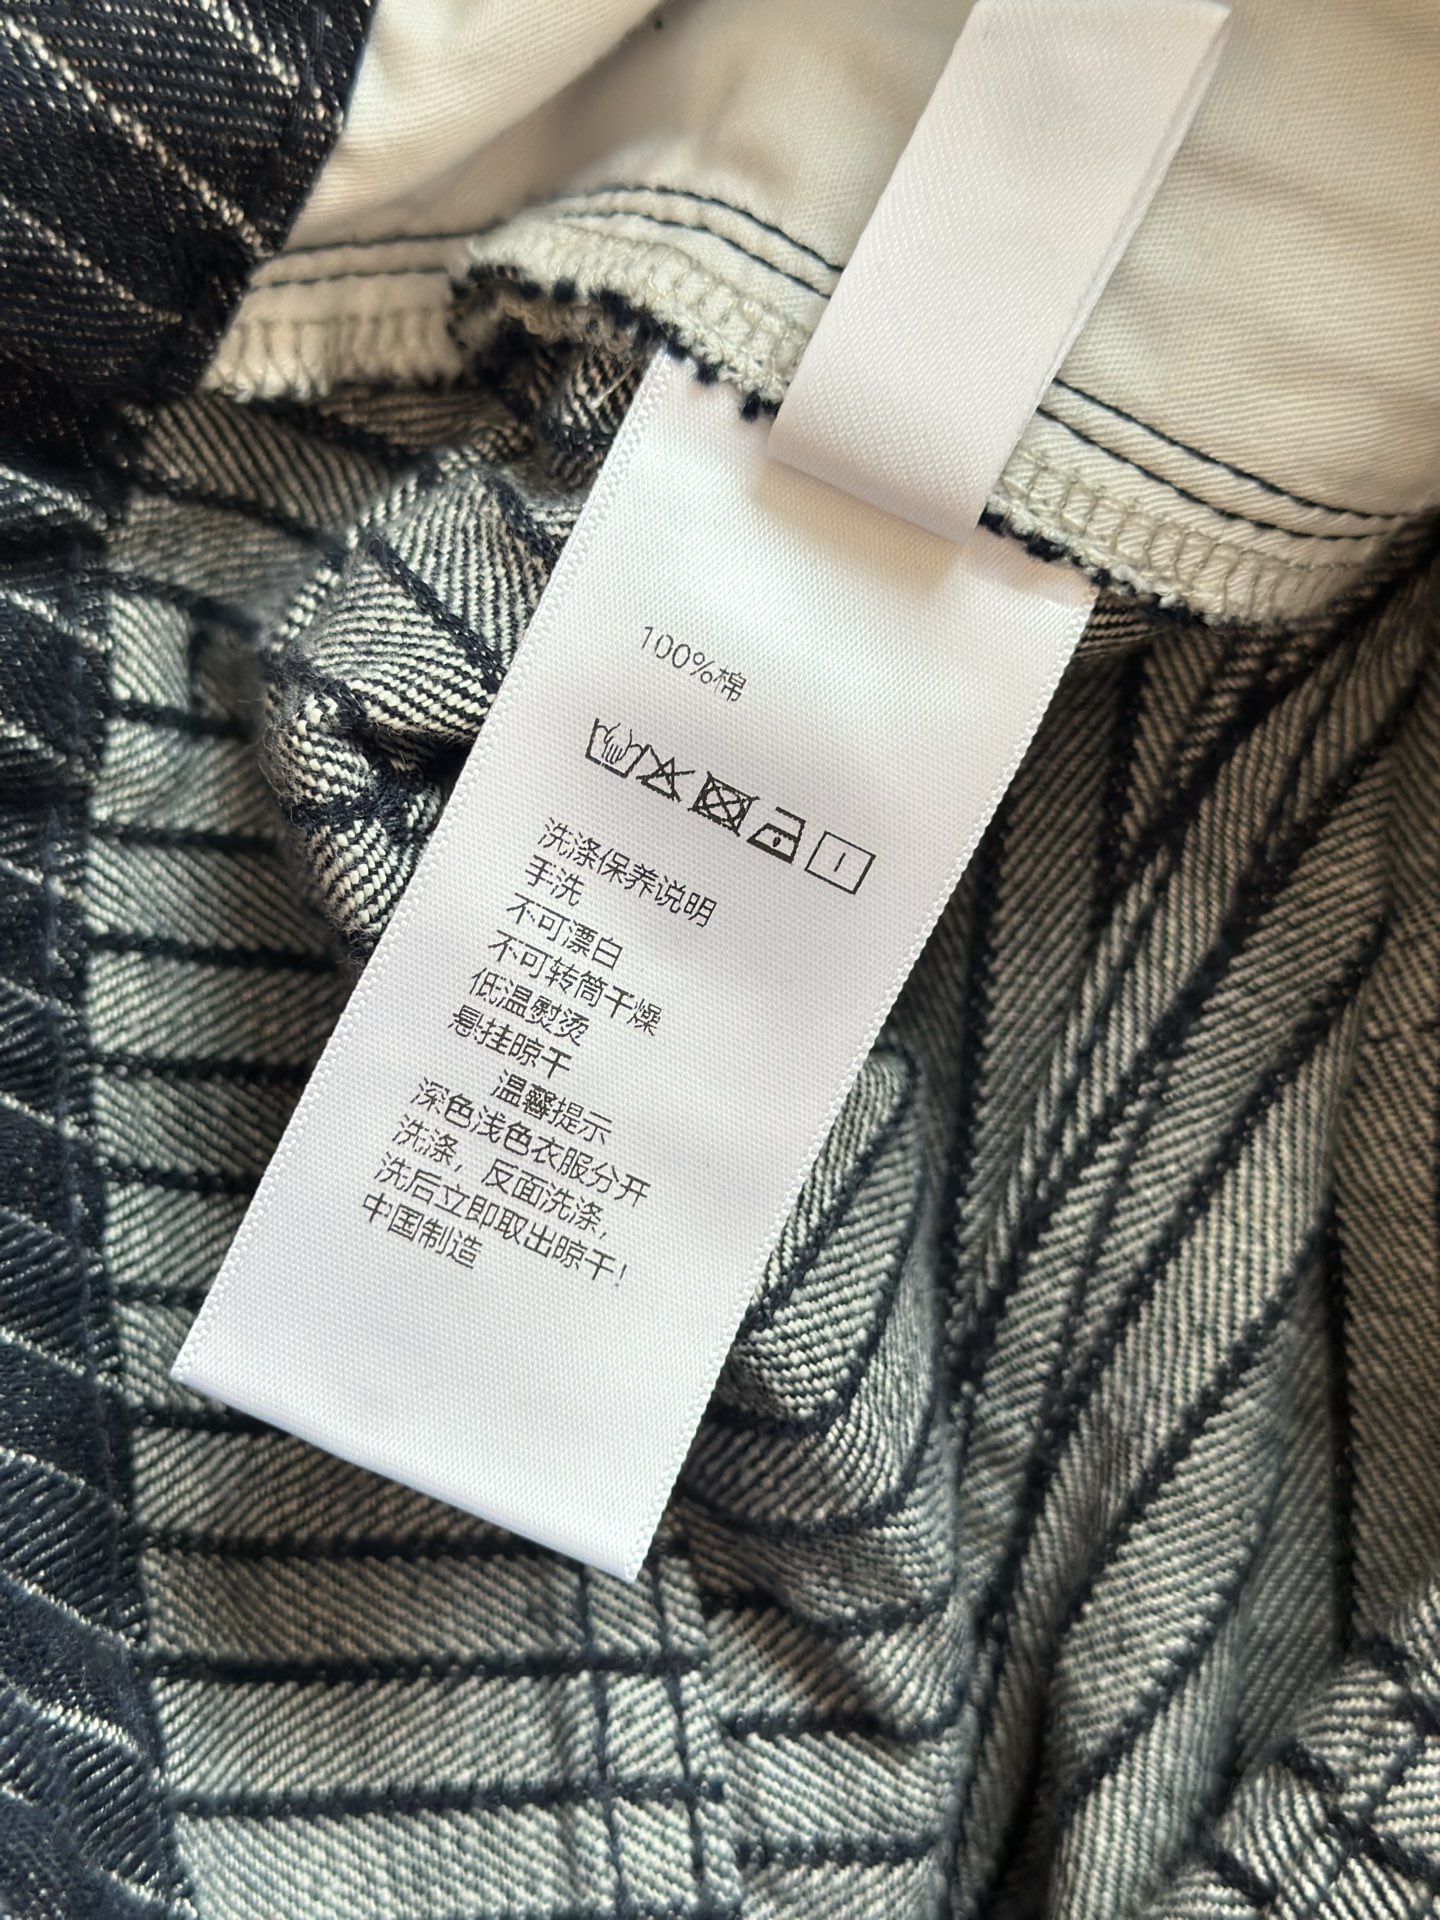 100%棉
洗涤保养说明
手洗
不可漂白
不可转筒干燥
低温熨烫
悬挂晾干
温馨提示
深色浅色衣服分开
洗涤，反面洗涤，
洗后立即取出晾干！
中国制造